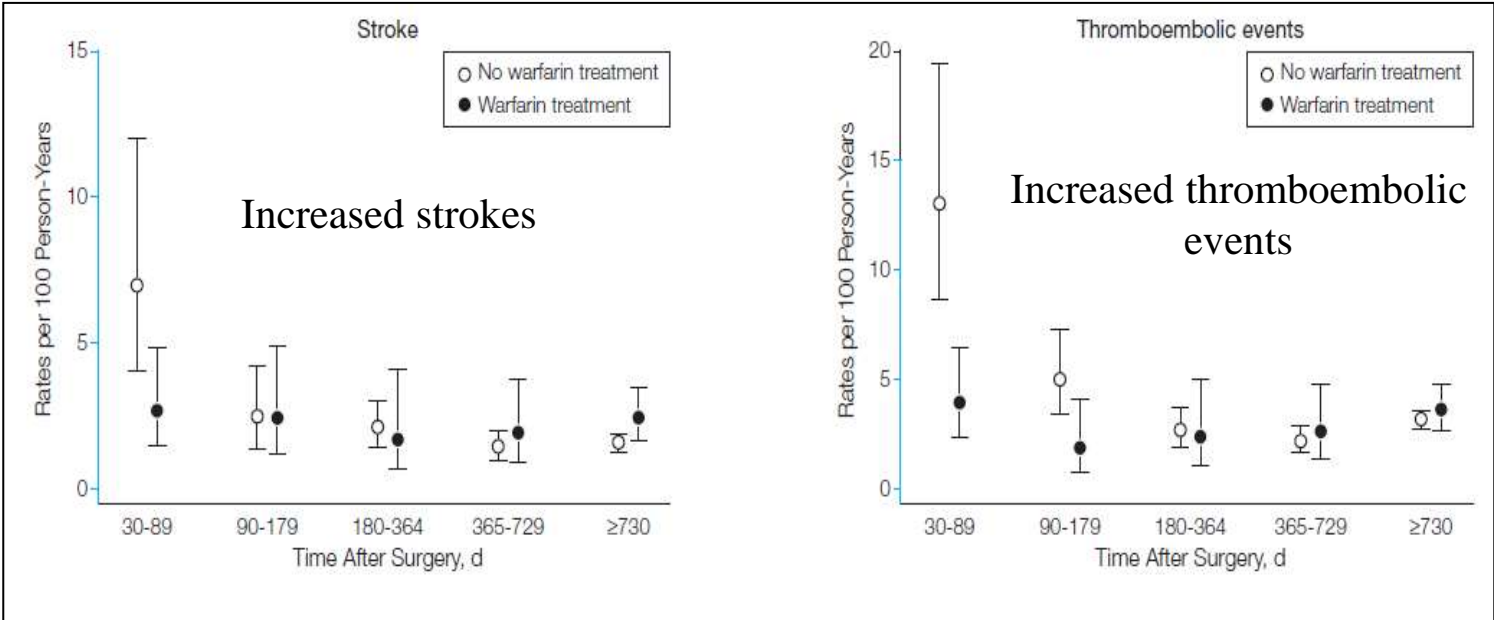 Stroke
15
10
5
0
Rates per 100 Person-Years
No warfarin treatment
Warfarin treatment
Increased strokes
30-89 90-179 180-364 365-729 ≥730
Time After Surgery, d
Thromboembolic events
20
15
10
5
0
Rates per 100 Person-Years
No warfarin treatment
Warfarin treatment
Increased thromboembolic
events
30-89 90-179 180-364 365-729 ≥730
Time After Surgery, d